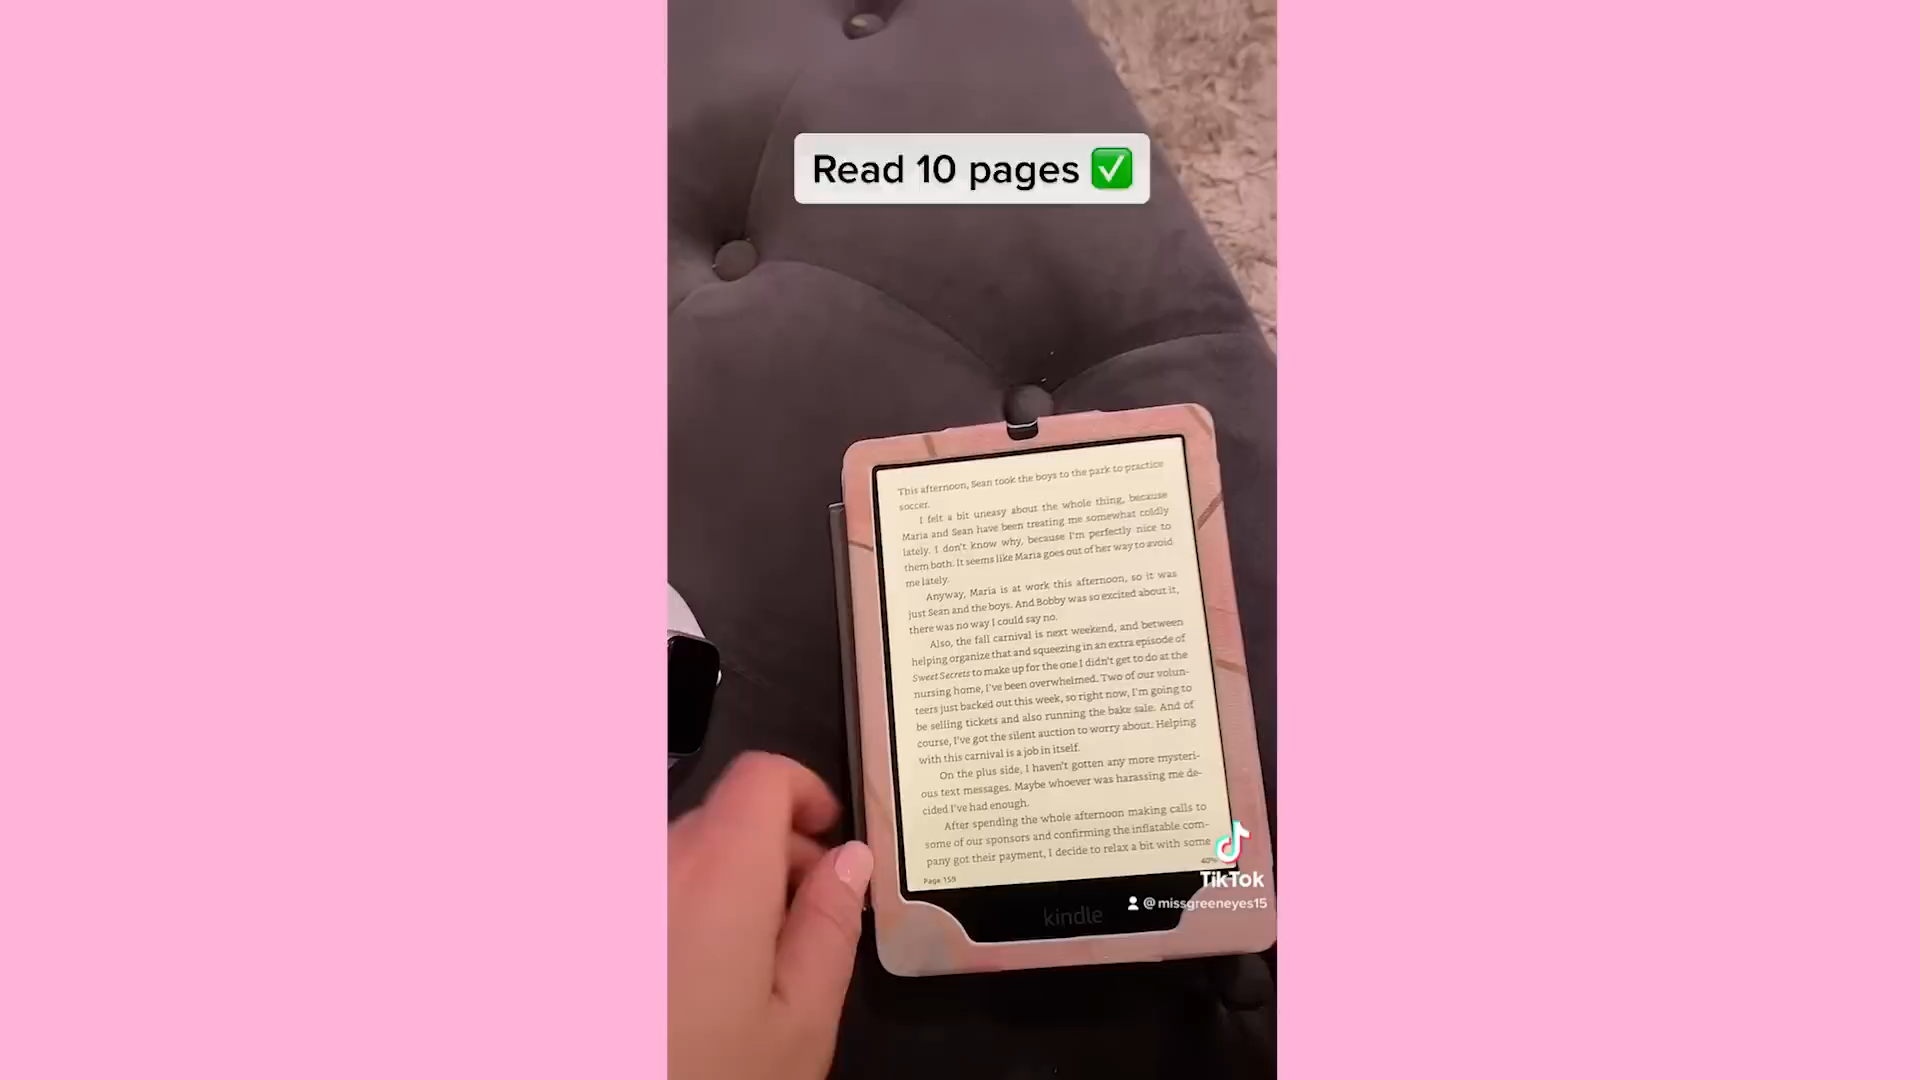 Read 10 pages ✅
This afternoon, Sean took the boys to the park to practice
soccer.
I felt a bit uneasy about the whole thing, because
Maria and Sean have been treating me somewhat coldly
lately. I don't know why, because I'm perfectly nice to
them both. It seems like Maria goes out of her way to avoid
me lately.
Anyway, Maria is at work this afternoon, so it was
just Sean and the boys. And Bobby was so excited about it,
there was no way I could say no.
Also, the fall carnival is next weekend, and between
helping organize that and squeezing in an extra episode of
Sweet Secrets to make up for the one I didn't get to do at the
nursing home, I've been overwhelmed. Two of our volun-
teers just backed out this week, so right now, I'm going to
be selling tickets and also running the bake sale. And of
course, I've got the silent auction to worry about. Helping
with this carnival is a job in itself.
On the plus side, I haven't gotten any more mysteri-
ous text messages. Maybe whoever was harassing me de-
cided I've had enough.
After spending the whole afternoon making calls to
some of our sponsors and confirming the inflatable com-
pany got their payment, I decide to relax a bit with some
Page 159
40%
kindle
TikTok
@missgreeneyes15